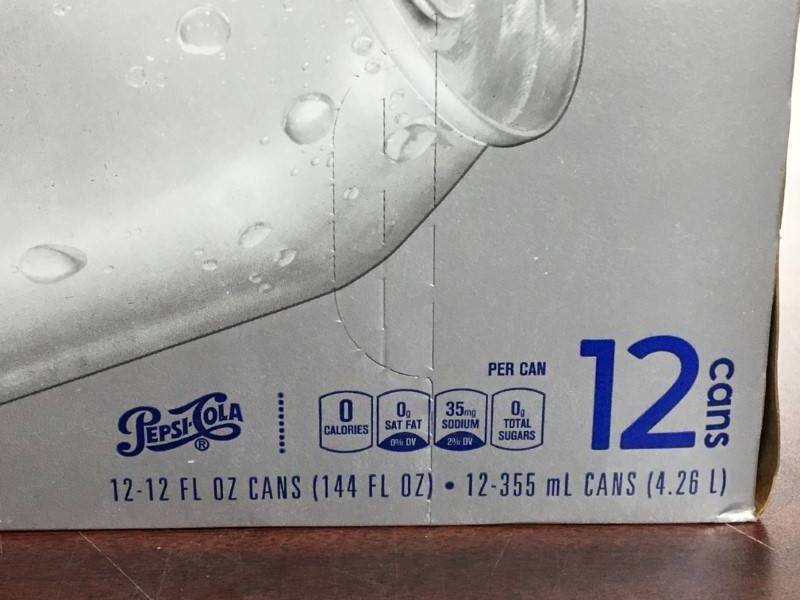 PER CAN
12 cans
PEPSI-COLA®
0 CALORIES
0g SAT FAT 0% DV
35mg SODIUM 2% DV
0g TOTAL SUGARS
12-12 FL OZ CANS (144 FL OZ) • 12-355 mL CANS (4.26 L)